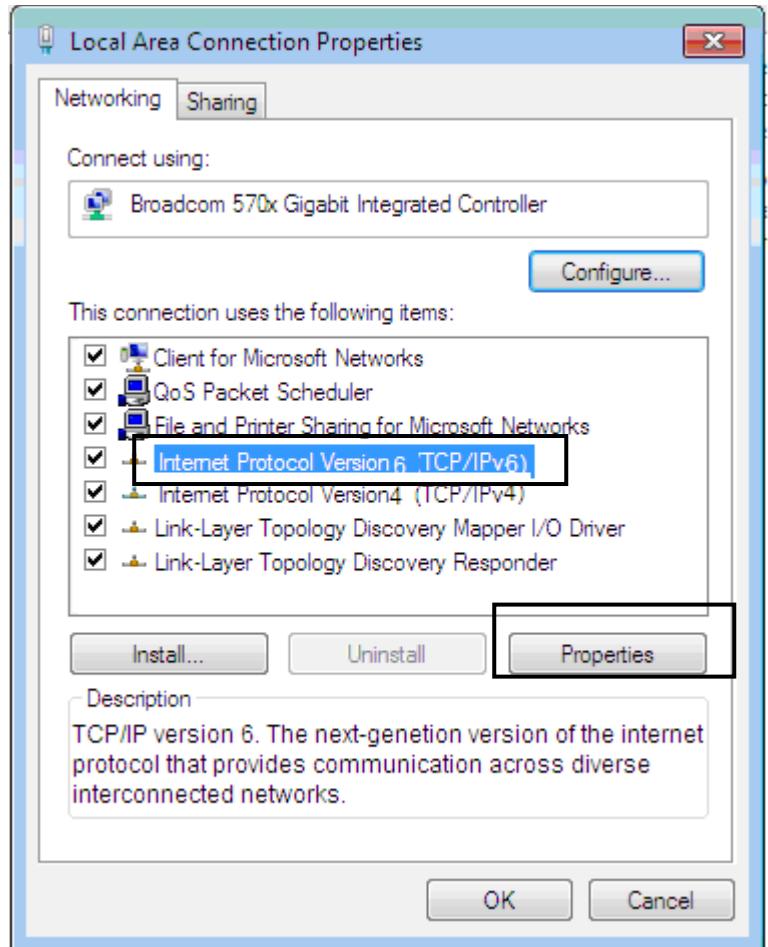 Local Area Connection Properties
Networking
Sharing
Connect using:
Broadcom 570x Gigabit Integrated Controller
Configure...
This connection uses the following items:
Client for Microsoft Networks
QoS Packet Scheduler
File and Printer Sharing for Microsoft Networks
Internet Protocol Version 6 (TCP/IPv6)
Internet Protocol Version4 (TCP/IPv4)
Link-Layer Topology Discovery Mapper I/O Driver
Link-Layer Topology Discovery Responder
Install...
Uninstall
Properties
Description
TCP/IP version 6. The next-genetion version of the internet
protocol that provides communication across diverse
interconnected networks.
OK
Cancel